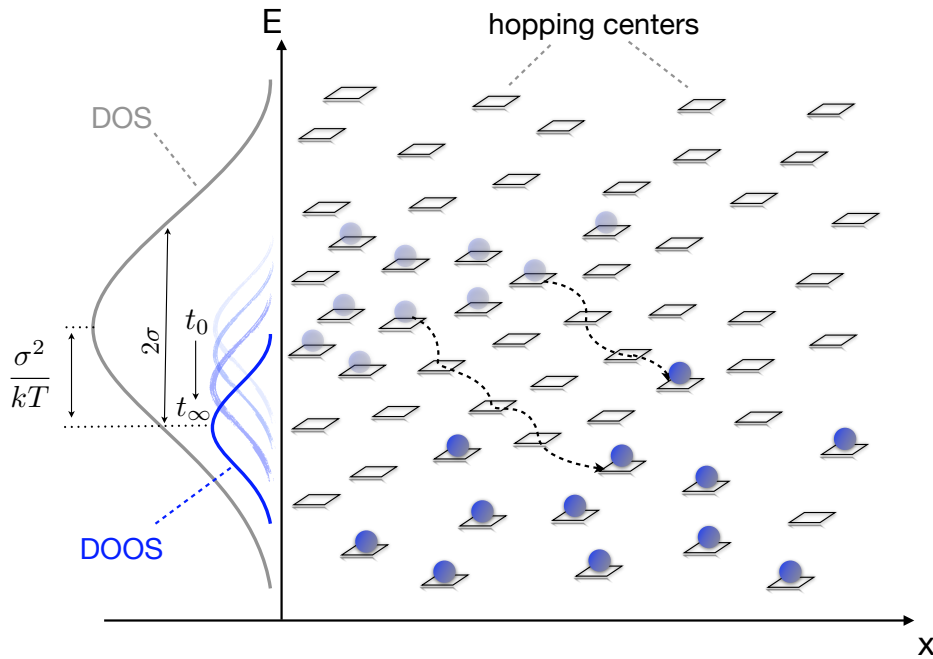 E
hopping centers
DOS
2σ
t₀
σ²
kT
t∞
DOOS
x